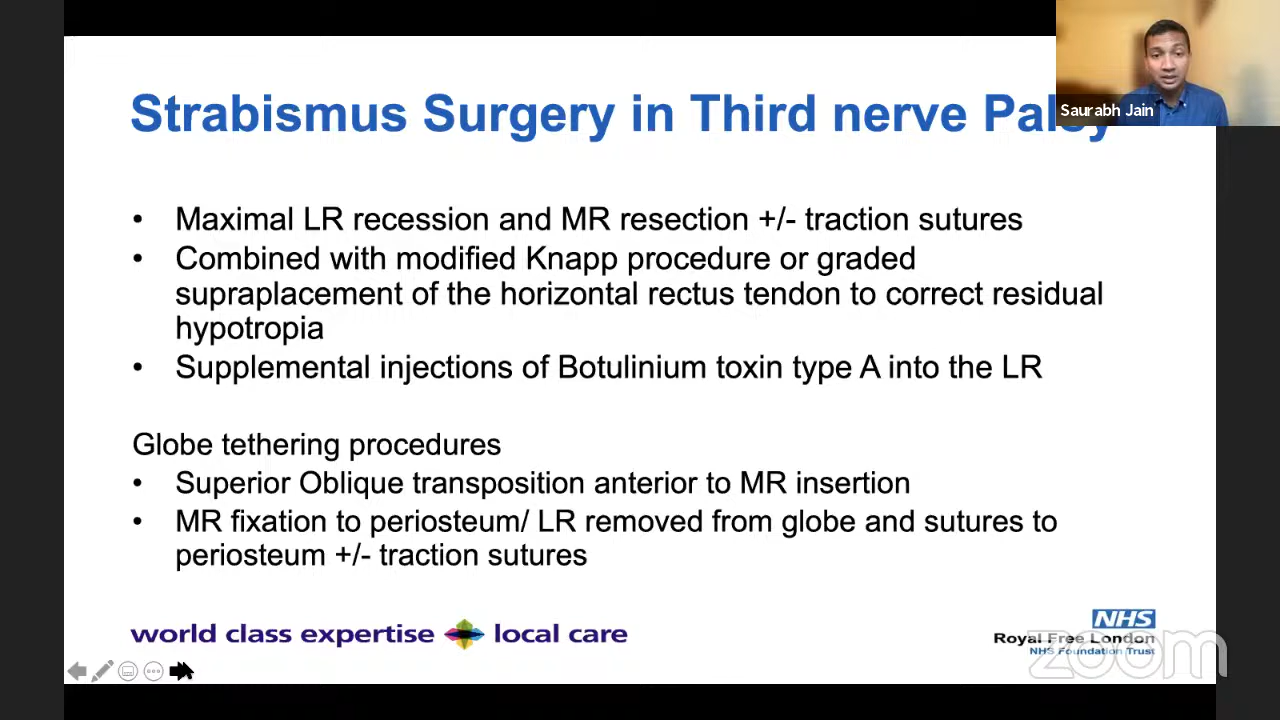 Strabismus Surgery in Third nerve Palsy
Saurabh Jain
• Maximal LR recession and MR resection +/- traction sutures
• Combined with modified Knapp procedure or graded
supraplacement of the horizontal rectus tendon to correct residual
hypotropia
• Supplemental injections of Botulinium toxin type A into the LR
Globe tethering procedures
• Superior Oblique transposition anterior to MR insertion
• MR fixation to periosteum/ LR removed from globe and sutures to
periosteum +/- traction sutures
world class expertise local care
NHS
Royal Free London
NHS Foundation Trust
zoom